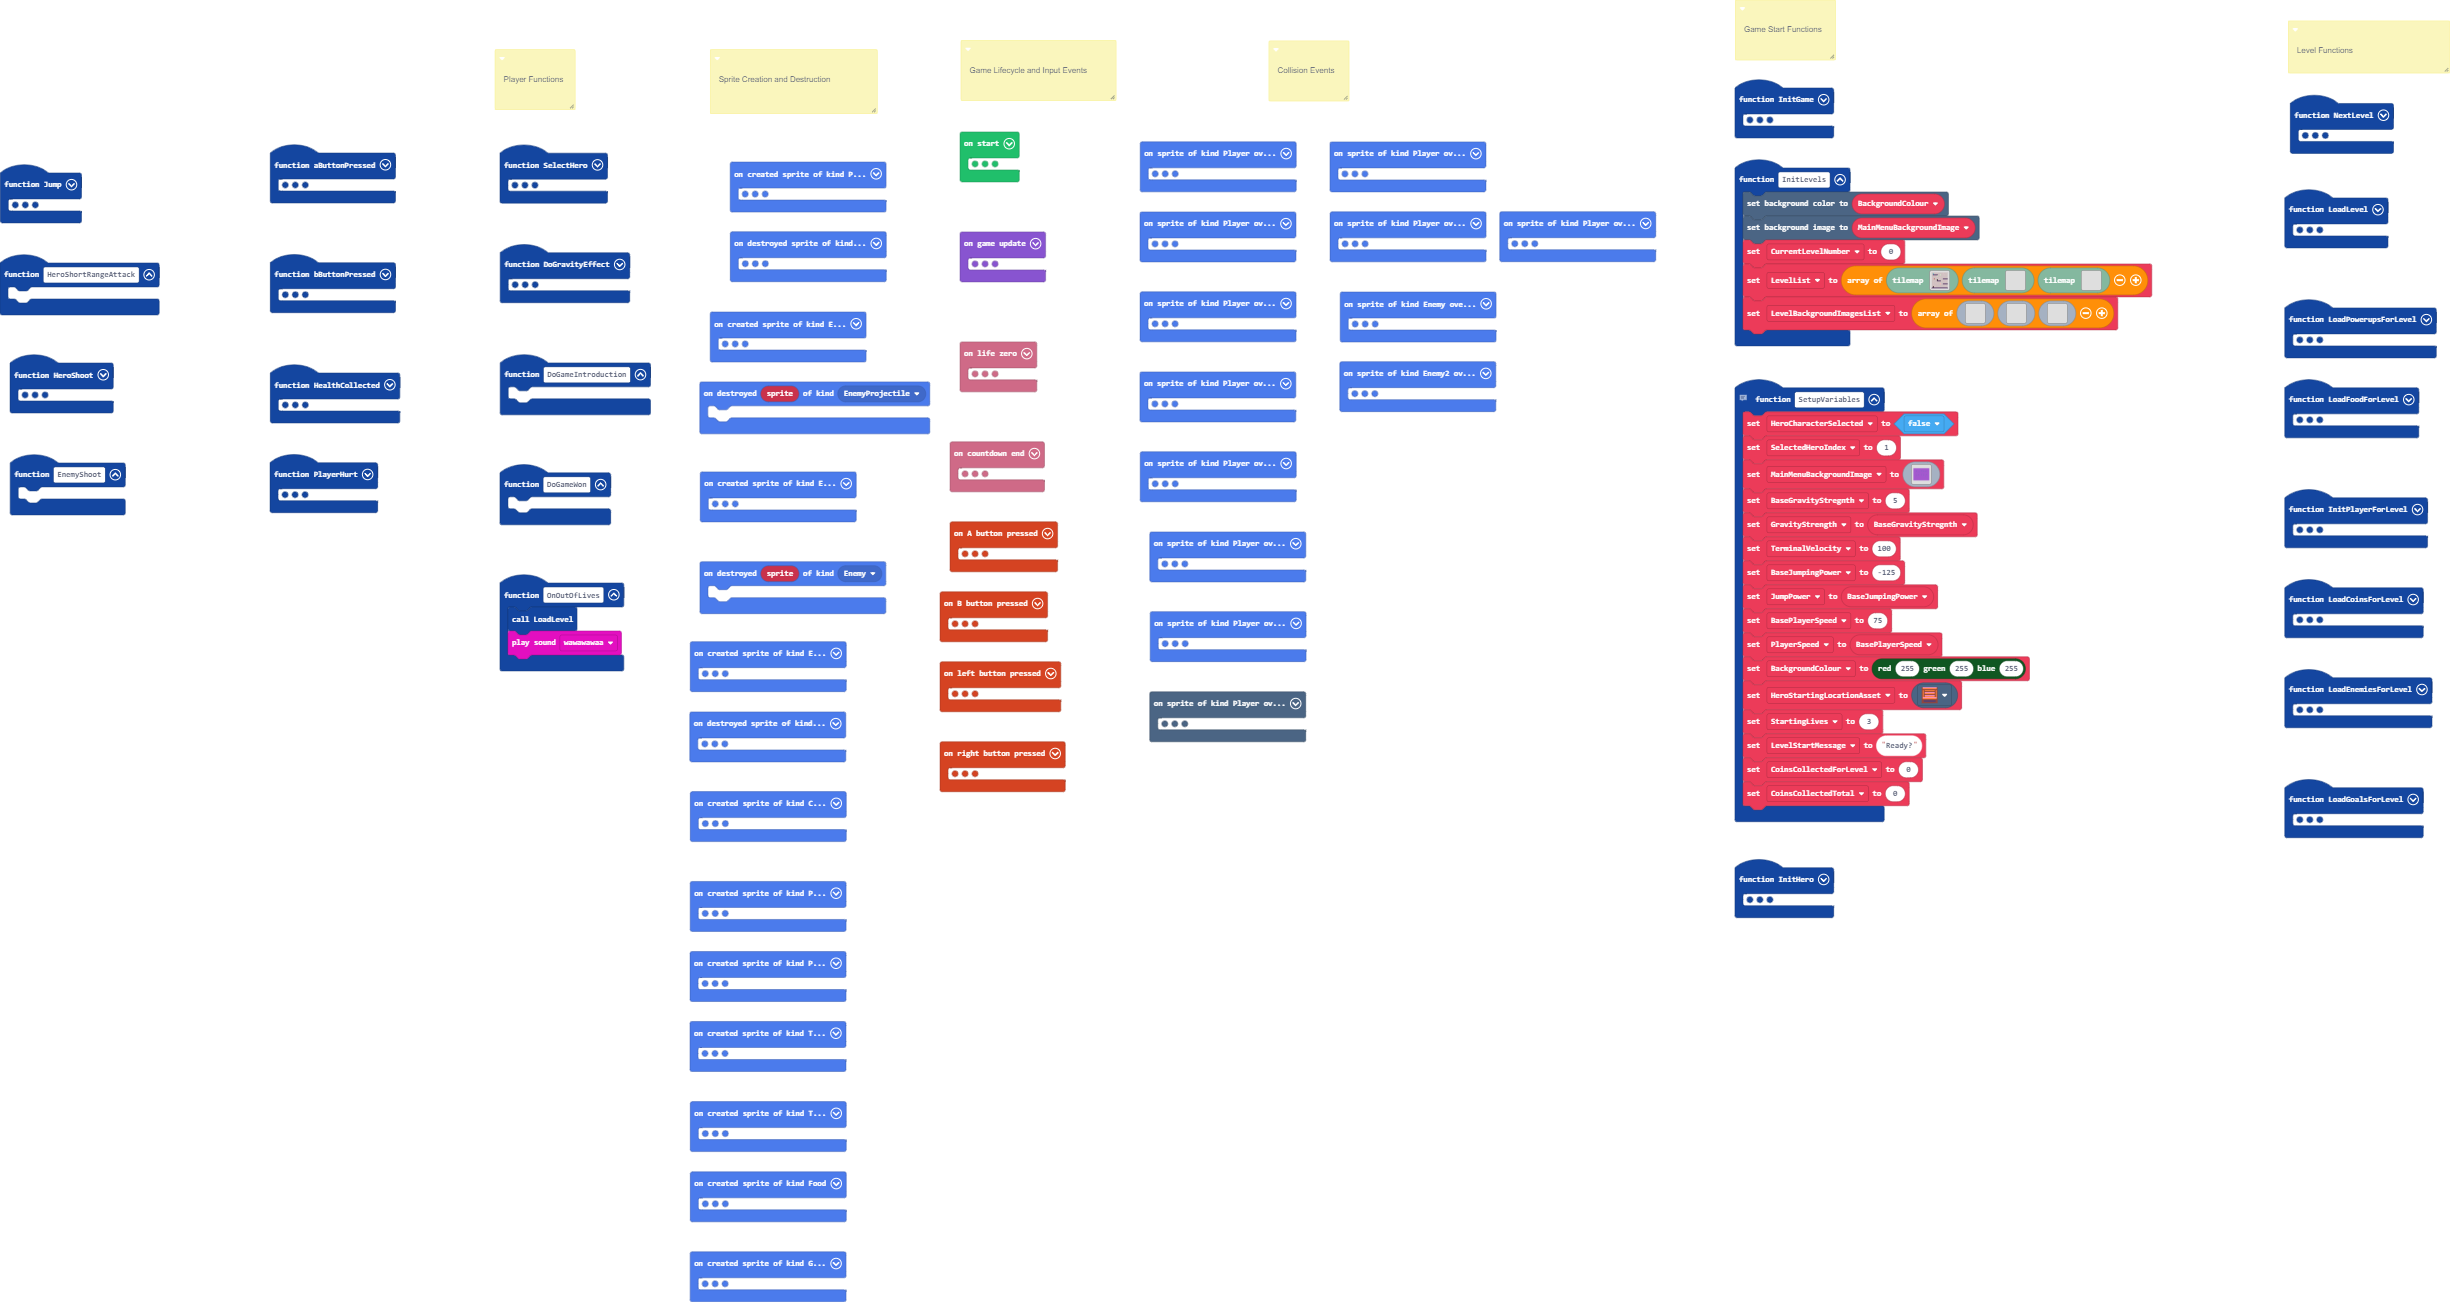 Player Functions
Sprite Creation and Destruction
Game Lifecycle and Input Events
Collision Events
Game Start Functions
Level Functions
function Jump
function HeroShortRangeAttack
function HeroShoot
function EnemyShoot
function aButtonPressed
function bButtonPressed
function HealthCollected
function PlayerHurt
function SelectHero
function DoGravityEffect
function DoGameIntroduction
function DoGameWon
function OnOutOfLives
call LoadLevel
play sound wawawawaa
on created sprite of kind P...
on destroyed sprite of kind...
on created sprite of kind E...
on destroyed sprite of kind EnemyProjectile
on created sprite of kind E...
on destroyed sprite of kind Enemy
on created sprite of kind E...
on destroyed sprite of kind...
on created sprite of kind C...
on created sprite of kind P...
on created sprite of kind P...
on created sprite of kind T...
on created sprite of kind T...
on created sprite of kind Food
on created sprite of kind G...
on start
on game update
on life zero
on countdown end
on A button pressed
on B button pressed
on left button pressed
on right button pressed
on sprite of kind Player ov...
on sprite of kind Player ov...
on sprite of kind Player ov...
on sprite of kind Player ov...
on sprite of kind Player ov...
on sprite of kind Player ov...
on sprite of kind Player ov...
on sprite of kind Player ov...
on sprite of kind Player ov...
on sprite of kind Player ov...
on sprite of kind Player ov...
on sprite of kind Enemy ove...
on sprite of kind Enemy2 ov...
function InitGame
function InitLevels
set background color to BackgroundColour
set background image to MainMenuBackgroundImage
set CurrentLevelNumber to 0
set LevelList to array of tilemap tilemap tilemap
set LevelBackgroundImagesList to array of
function SetupVariables
set HeroCharacterSelected to false
set SelectedHeroIndex to 1
set MainMenuBackgroundImage to
set BaseGravityStregnth to 5
set GravityStrength to BaseGravityStregnth
set TerminalVelocity to 100
set BaseJumpingPower to -125
set JumpPower to BaseJumpingPower
set BasePlayerSpeed to 75
set PlayerSpeed to BasePlayerSpeed
set BackgroundColour to red 255 green 255 blue 255
set HeroStartingLocationAsset to
set StartingLives to 3
set LevelStartMessage to "Ready?"
set CoinsCollectedForLevel to 0
set CoinsCollectedTotal to 0
function InitHero
function NextLevel
function LoadLevel
function LoadPowerupsForLevel
function LoadFoodForLevel
function InitPlayerForLevel
function LoadCoinsForLevel
function LoadEnemiesForLevel
function LoadGoalsForLevel